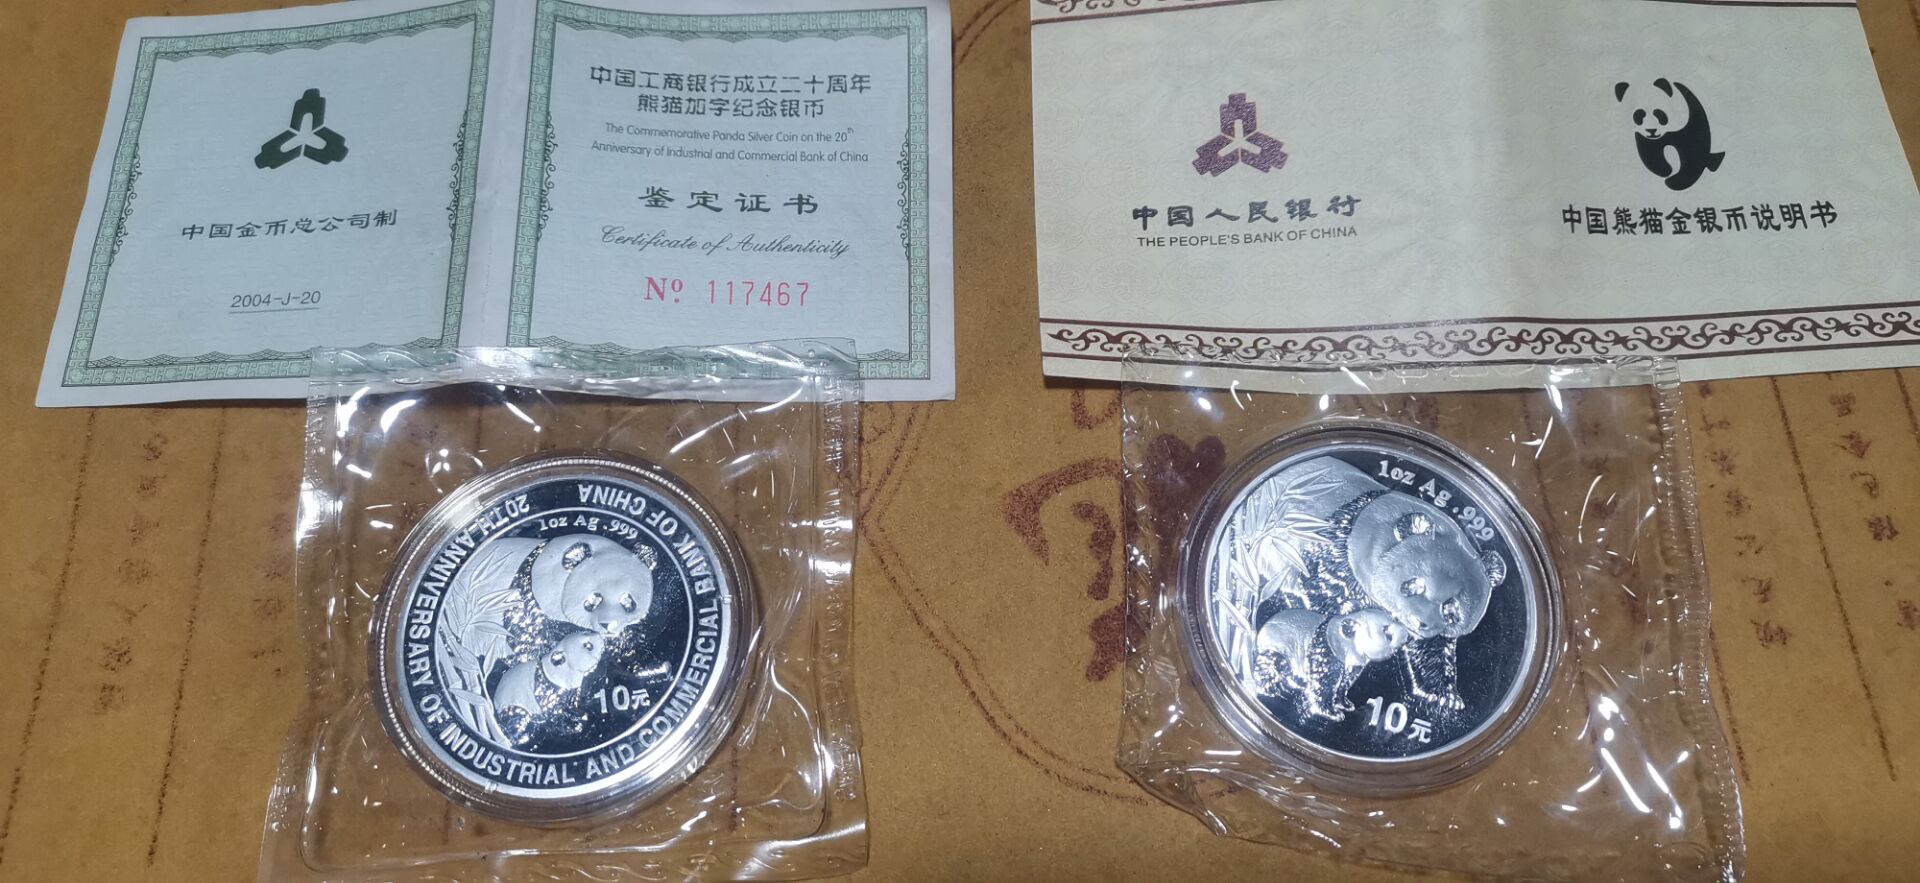 中国金币总公司制
2004-J-20
中国工商银行成立二十周年
熊猫加字纪念银币
The Commemorative Panda Silver Coin on the 20th
Anniversary of Industrial and Commercial Bank of China
鉴定证书
Certificate of Authenticity
Nº 117467
中国人民银行
THE PEOPLE'S BANK OF CHINA
中国熊猫金银币说明书
20TH ANNIVERSARY OF INDUSTRIAL AND COMMERCIAL BANK OF CHINA
1oz Ag .999
10元
1oz Ag .999
10元